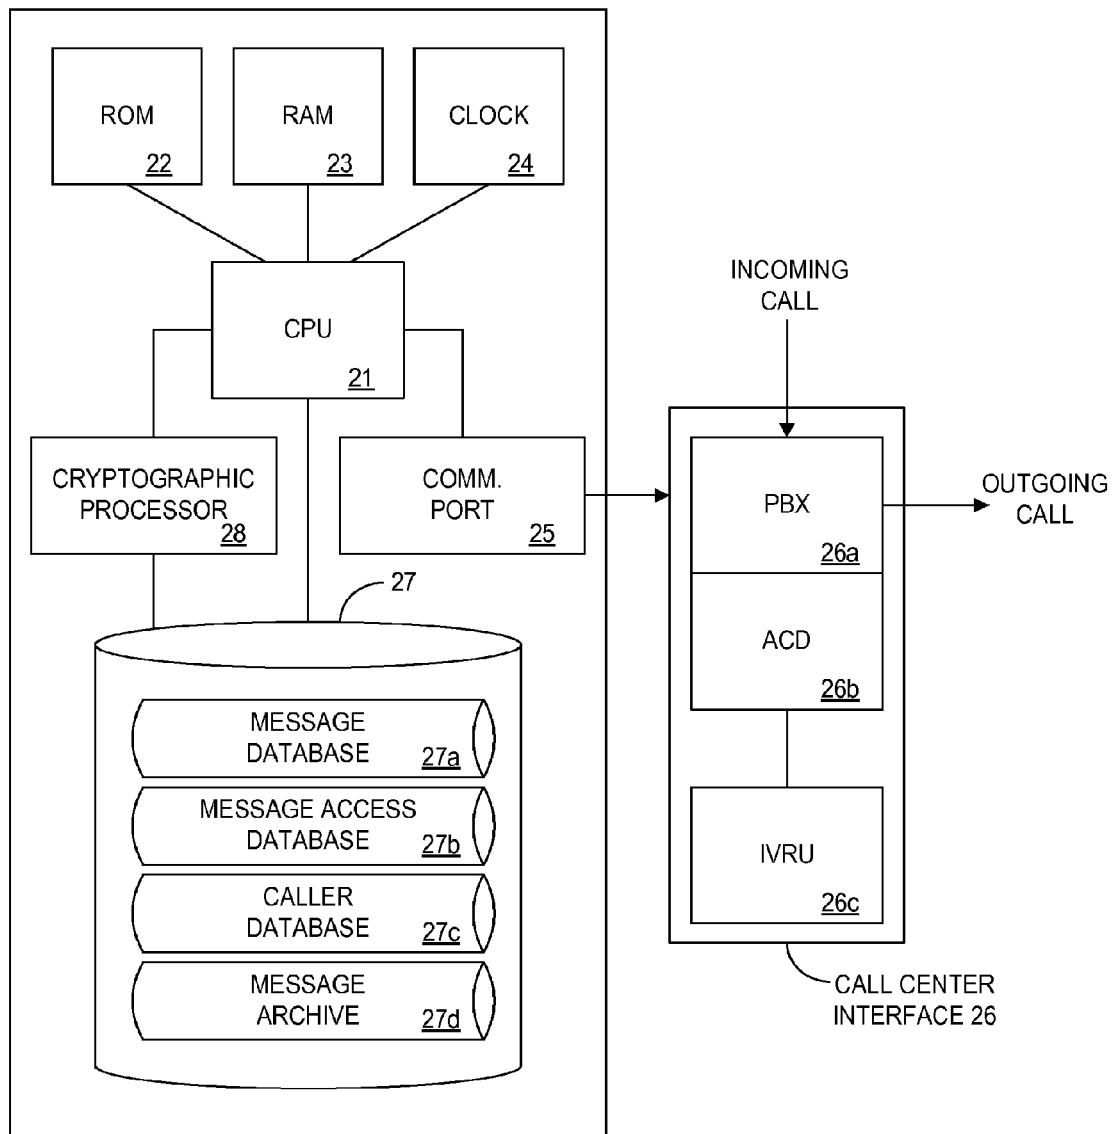 ROM
22
RAM
23
CLOCK
24
CPU
21
INCOMING
CALL
CRYPTOGRAPHIC
PROCESSOR
28
COMM.
PORT
25
PBX
26a
OUTGOING
CALL
27
ACD
26b
MESSAGE
DATABASE
27a
MESSAGE ACCESS
DATABASE
27b
IVRU
26c
CALLER
DATABASE
27c
MESSAGE
ARCHIVE
27d
CALL CENTER
INTERFACE 26